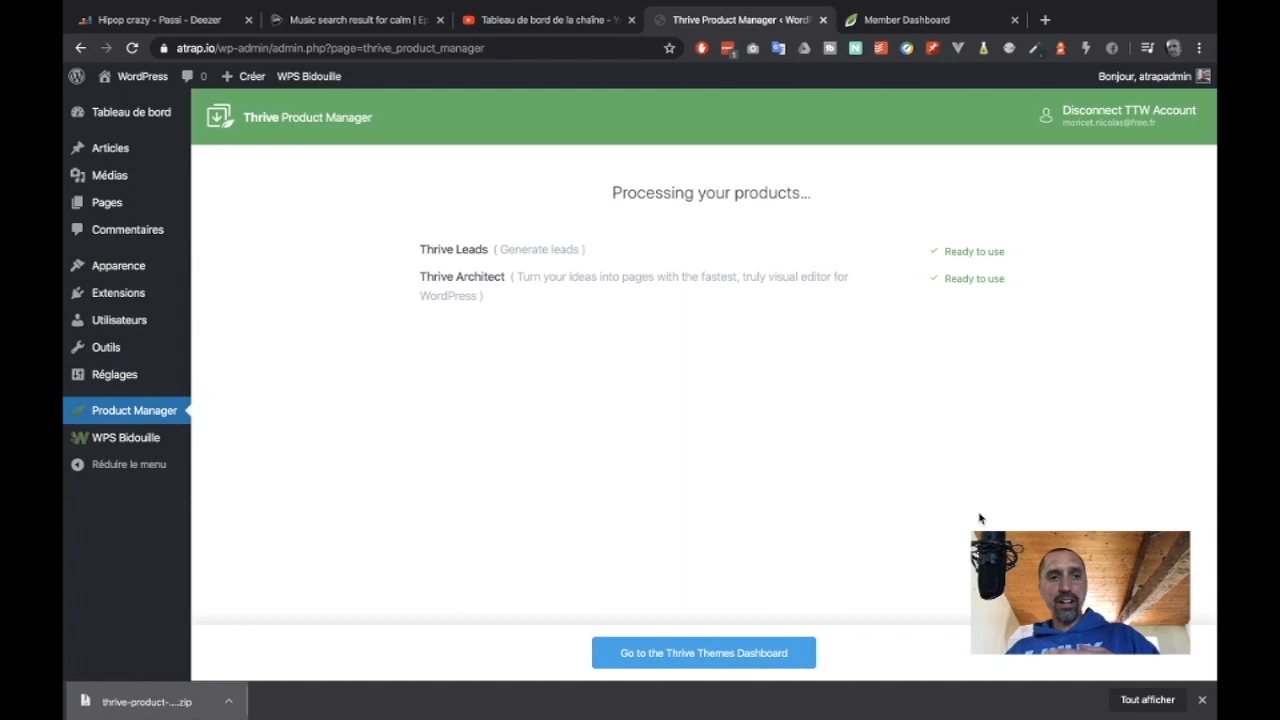 Hipop crazy - Passi - Deezer
Music search result for calm | Ep
Tableau de bord de la chaîne - Y
Thrive Product Manager < Word
Member Dashboard
atrap.io/wp-admin/admin.php?page=thrive_product_manager
WordPress
0
Créer
WPS Bidouille
Bonjour, atrapadmin
Tableau de bord
Articles
Médias
Pages
Commentaires
Apparence
Extensions
Utilisateurs
Outils
Réglages
Product Manager
WPS Bidouille
Réduire le menu
Thrive Product Manager
Disconnect TTW Account
moricet.nicolas@free.fr
Processing your products...
Thrive Leads ( Generate leads )
Ready to use
Thrive Architect ( Turn your ideas into pages with the fastest, truly visual editor for
WordPress )
Ready to use
Go to the Thrive Themes Dashboard
thrive-product-....zip
Tout afficher